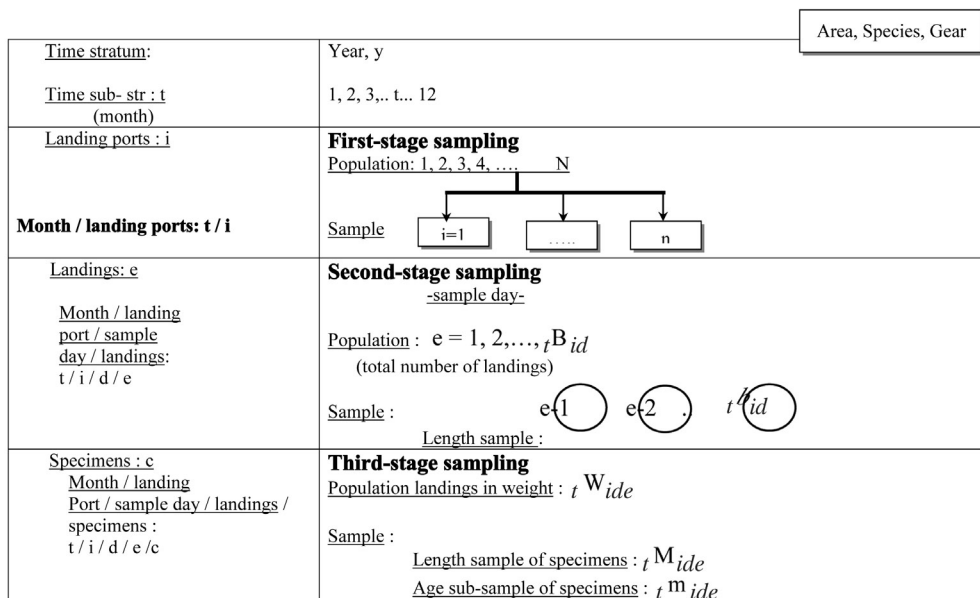 Area, Species, Gear
Time stratum:
Year, y
Time sub- str : t
1, 2, 3,.. t... 12
(month)
Landing ports : i
First-stage sampling
Population: 1, 2, 3, 4, …. N
Month / landing ports: t / i
Sample
i=1
.....
n
Landings: e
Second-stage sampling
-sample day-
Month / landing
port / sample
day / landings:
t / i / d / e
Population : e = 1, 2,…, tBid
(total number of landings)
Sample :
e-1
e-2 ..
tbid
Length sample :
Specimens : c
Month / landing
Port / sample day / landings /
specimens :
t / i / d / e /c
Third-stage sampling
Population landings in weight : tWide
Sample :
Length sample of specimens : tMide
Age sub-sample of specimens : tmide